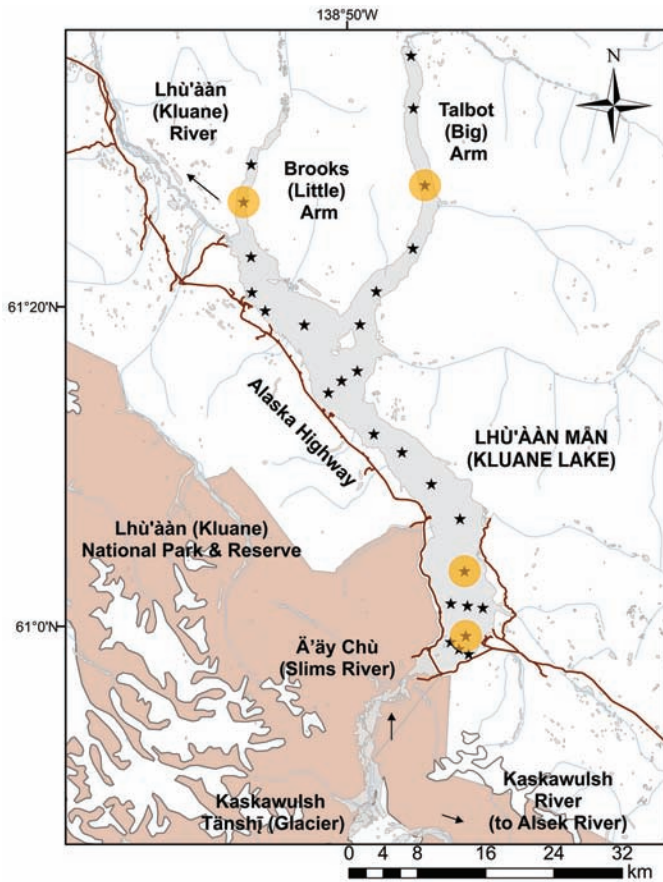 138°50'W
N
Lhù'ààn
(Kluane)
River
Talbot
(Big)
Arm
Brooks
(Little)
Arm
61°20'N
Alaska Highway
LHÙ'ÀÀN MÂN
(KLUANE LAKE)
Lhù'ààn (Kluane)
National Park & Reserve
61°0'N
Ä'äy Chù
(Slims River)
Kaskawulsh
Tänshī (Glacier)
Kaskawulsh
River
(to Alsek River)
0 4 8 16 24 32
km